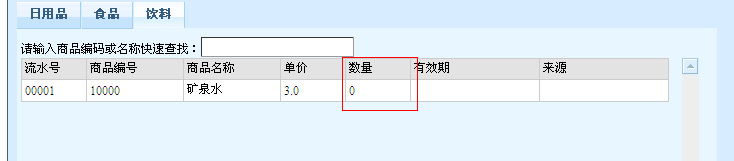 日用品 食品 饮料
请输入商品编码或名称快速查找：
流水号 商品编号 商品名称 单价 数量 有效期 来源
00001 10000 矿泉水 3.0 0